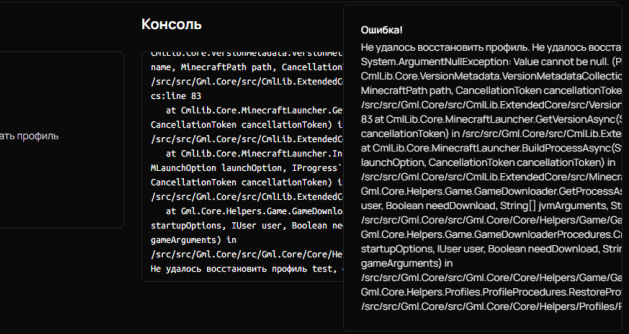 Консоль
CmlLib.Core.VersionMetadata.VersionMe
name, MinecraftPath path, Cancellatio
/src/src/Gml.Core/src/CmlLib.Extended
cs:line 83
at CmlLib.Core.MinecraftLauncher.Ge
CancellationToken cancellationToken) i
/src/src/Gml.Core/src/CmlLib.ExtendedC
at CmlLib.Core.MinecraftLauncher.In
MLaunchOption launchOption, IProgress`
CancellationToken cancellationToken) i
/src/src/Gml.Core/src/CmlLib.ExtendedC
at Gml.Core.Helpers.Game.GameDownlo
startupOptions, IUser user, Boolean ne
gameArguments) in
/src/src/Gml.Core/src/Gml.Core/Core/He
Не удалось восстановить профиль test,
ать профиль
Ошибка!
Не удалось восстановить профиль. Не удалось восста
System.ArgumentNullException: Value cannot be null. (P
CmlLib.Core.VersionMetadata.VersionMetadataCollectio
MinecraftPath path, CancellationToken cancellationToke
/src/src/Gml.Core/src/CmlLib.ExtendedCore/src/Version
83 at CmlLib.Core.MinecraftLauncher.GetVersionAsync(S
cancellationToken) in /src/src/Gml.Core/src/CmlLib.Exte
at CmlLib.Core.MinecraftLauncher.BuildProcessAsync(S
launchOption, CancellationToken cancellationToken) in
/src/src/Gml.Core/src/CmlLib.ExtendedCore/src/Minecra
Gml.Core.Helpers.Game.GameDownloader.GetProcessAs
user, Boolean needDownload, String[] jvmArguments, St
/src/src/Gml.Core/src/Gml.Core/Core/Helpers/Game/Ga
Gml.Core.Helpers.Game.GameDownloaderProcedures.C
startupOptions, IUser user, Boolean needDownload, Strin
gameArguments) in
/src/src/Gml.Core/src/Gml.Core/Core/Helpers/Game/Ga
Gml.Core.Helpers.Profiles.ProfileProcedures.RestorePro
/src/src/Gml.Core/src/Gml.Core/Core/Helpers/Profiles/P